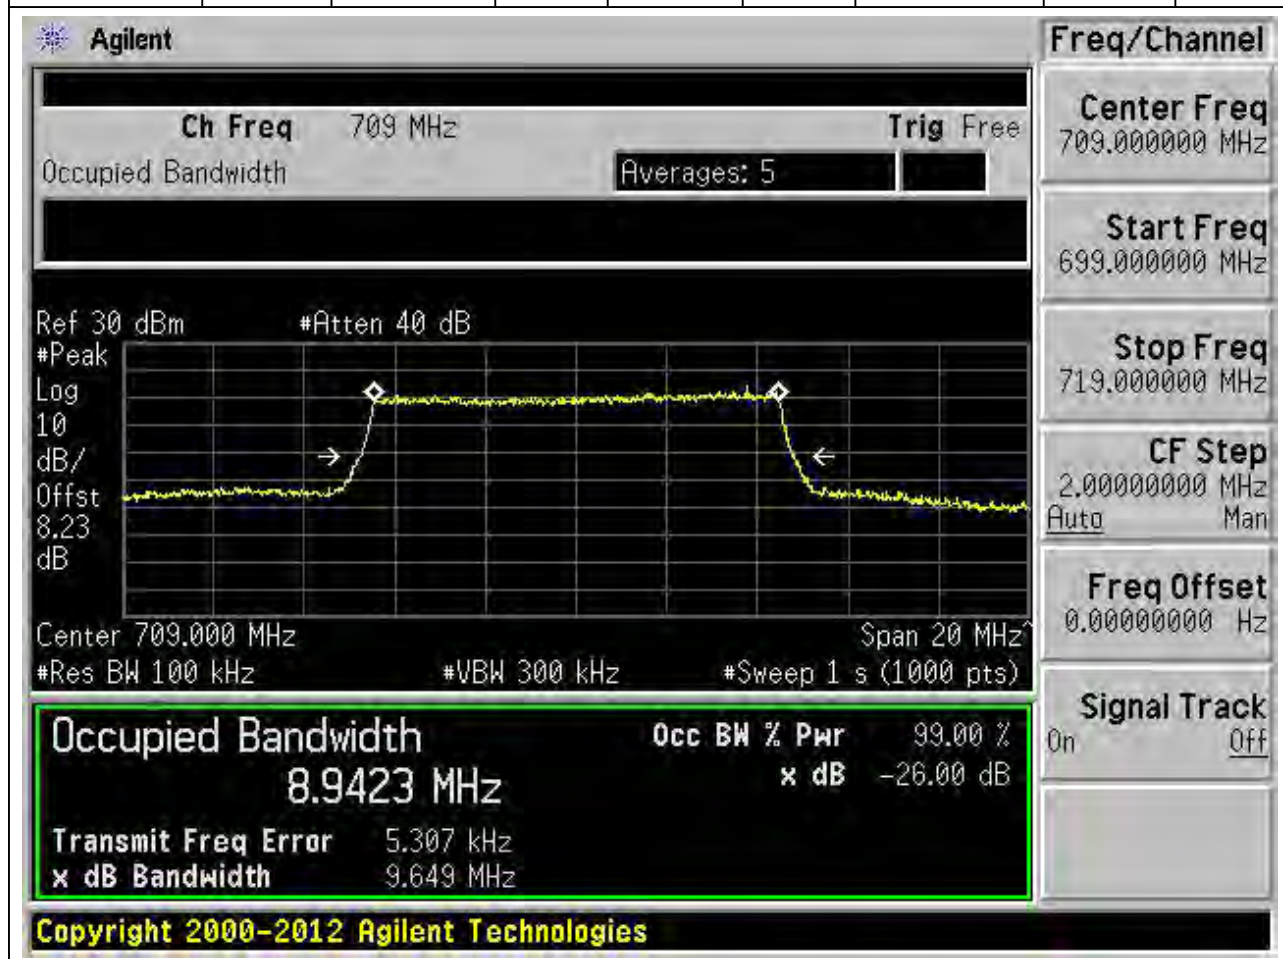 Agilent
Freq/Channel
Ch Freq 709 MHz Trig Free
Occupied Bandwidth Averages: 5
Center Freq
709.000000 MHz
Start Freq
699.000000 MHz
Stop Freq
719.000000 MHz
CF Step
2.00000000 MHz
Auto Man
Freq Offset
0.00000000 Hz
Signal Track
On Off
Ref 30 dBm #Atten 40 dB
#Peak
Log
10
dB/
Offst
8.23
dB
Center 709.000 MHz Span 20 MHz^
#Res BW 100 kHz #VBW 300 kHz #Sweep 1 s (1000 pts)
Occupied Bandwidth Occ BW % Pwr 99.00 %
8.9423 MHz x dB -26.00 dB
Transmit Freq Error 5.307 kHz
x dB Bandwidth 9.649 MHz
Copyright 2000-2012 Agilent Technologies